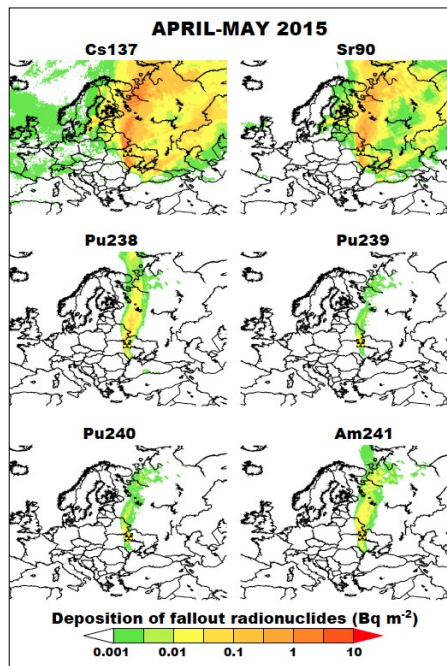 APRIL-MAY 2015
Cs137 Sr90
Pu238 Pu239
Pu240 Am241
Deposition of fallout radionuclides (Bq m-2)
0.001 0.01 0.1 1 10